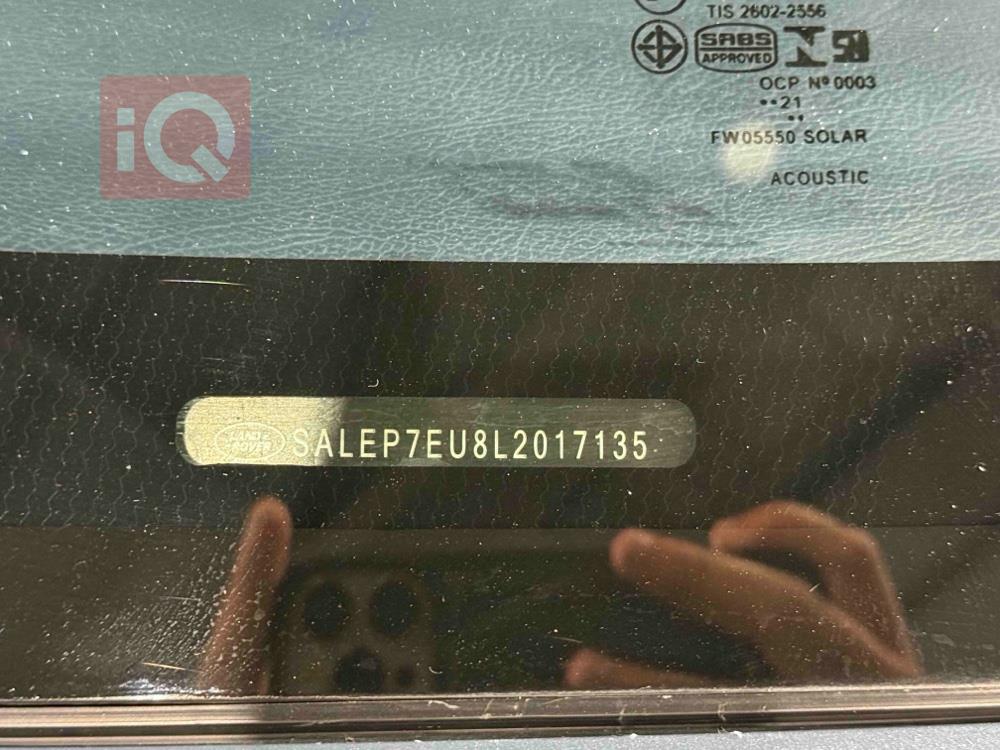 TIS 2602-2556
SABS
APPROVED
OCP Nº 0003
••21
••
FW05550 SOLAR
ACOUSTIC
iQ
LAND
ROVER
SALEP7EU8L2017135